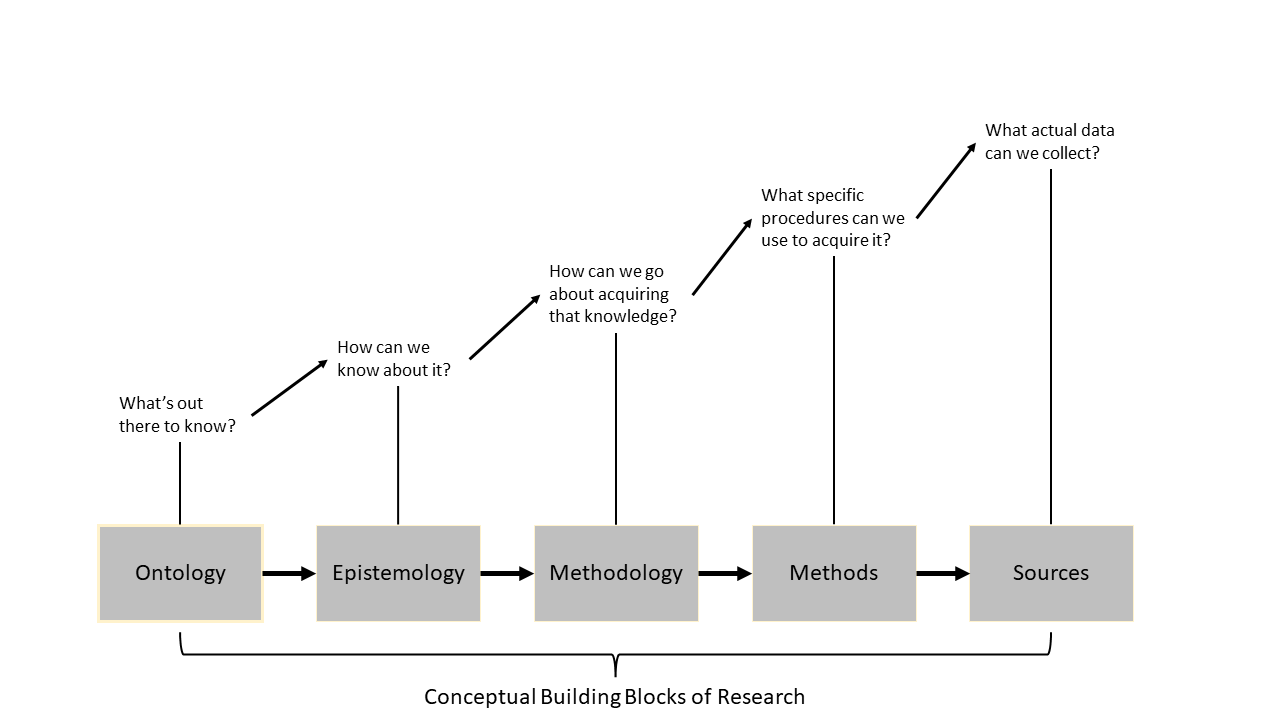 What actual data
can we collect?
What specific
procedures can we
use to acquire it?
How can we go
about acquiring
that knowledge?
How can we
know about it?
What’s out
there to know?
Ontology
Epistemology
Methodology
Methods
Sources
Conceptual Building Blocks of Research